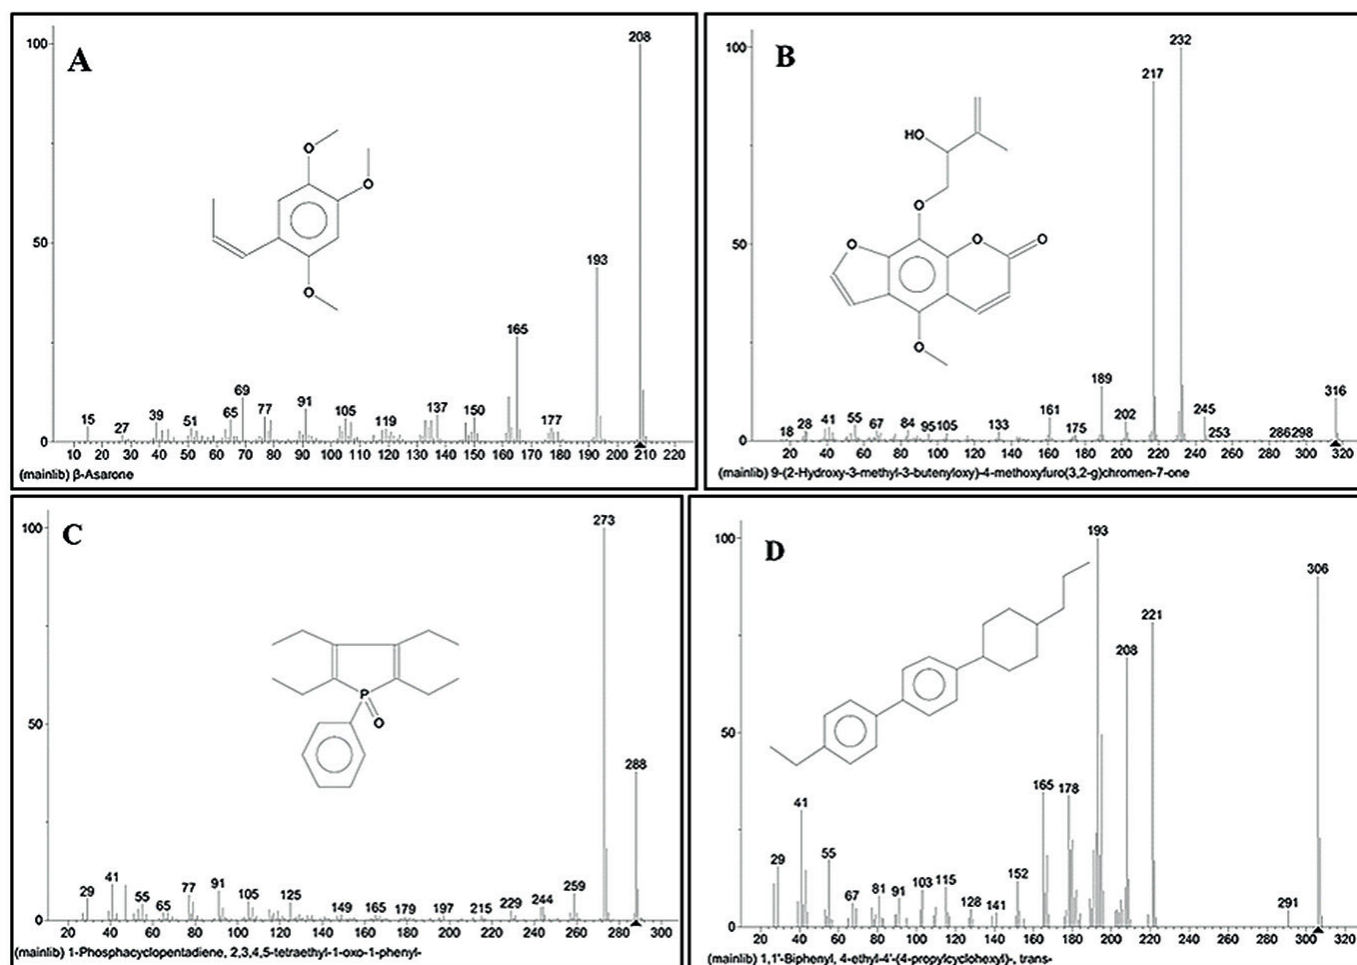 A
208
100
193
50
165
69
15
27
39
51
65
77
91
105
119
137
150
177
0
10 20 30 40 50 60 70 80 90 100 110 120 130 140 150 160 170 180 190 200 210 220
(mainlib) β-Asarone
O
O
O
B
232
100
217
HO
O
O
O
O
O
50
189
316
161
245
202
18 28 41 55 67 84 95 105 133 175 253 286 298
0
20 40 60 80 100 120 140 160 180 200 220 240 260 280 300 320
(mainlib) 9-(2-Hydroxy-3-methyl-3-butenyloxy)-4-methoxyfuro(3,2-g)chromen-7-one
C
273
100
P
O
50
288
29 41 55 65 77 91 105 125 149 165 179 197 215 229 244 259
0
20 40 60 80 100 120 140 160 180 200 220 240 260 280 300
(mainlib) 1-Phosphacyclopentadiene, 2,3,4,5-tetraethyl-1-oxo-1-phenyl-
D
193
100
306
221
208
50
165 178
41
29
55
67 81 91 103 115 128 141 152
291
0
20 40 60 80 100 120 140 160 180 200 220 240 260 280 300
(mainlib) 1,1'-Biphenyl, 4-ethyl-4'-(4-propylcyclohexyl)-, trans-